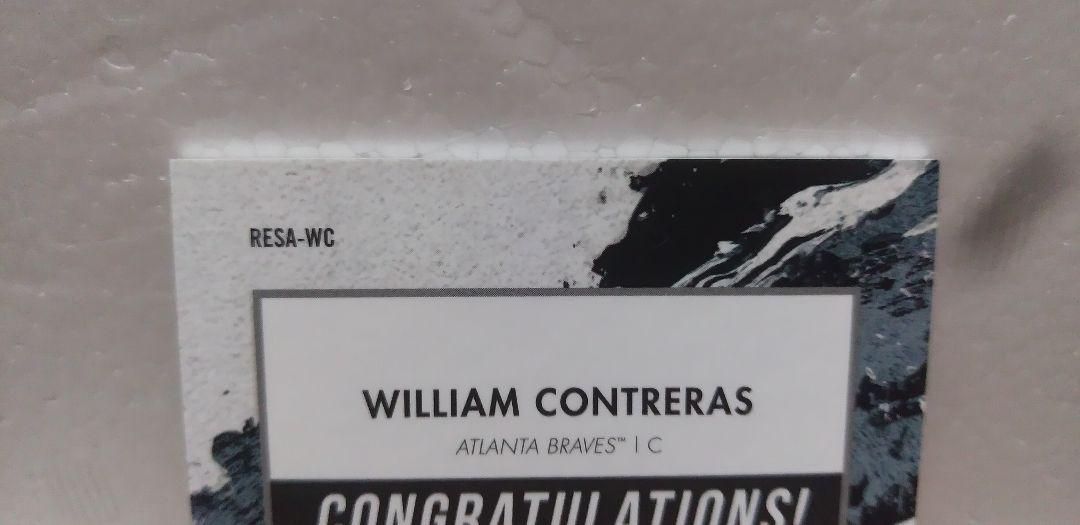 RESA-WC
WILLIAM CONTRERAS
ATLANTA BRAVES™ | C
CONGRATULATIONS!